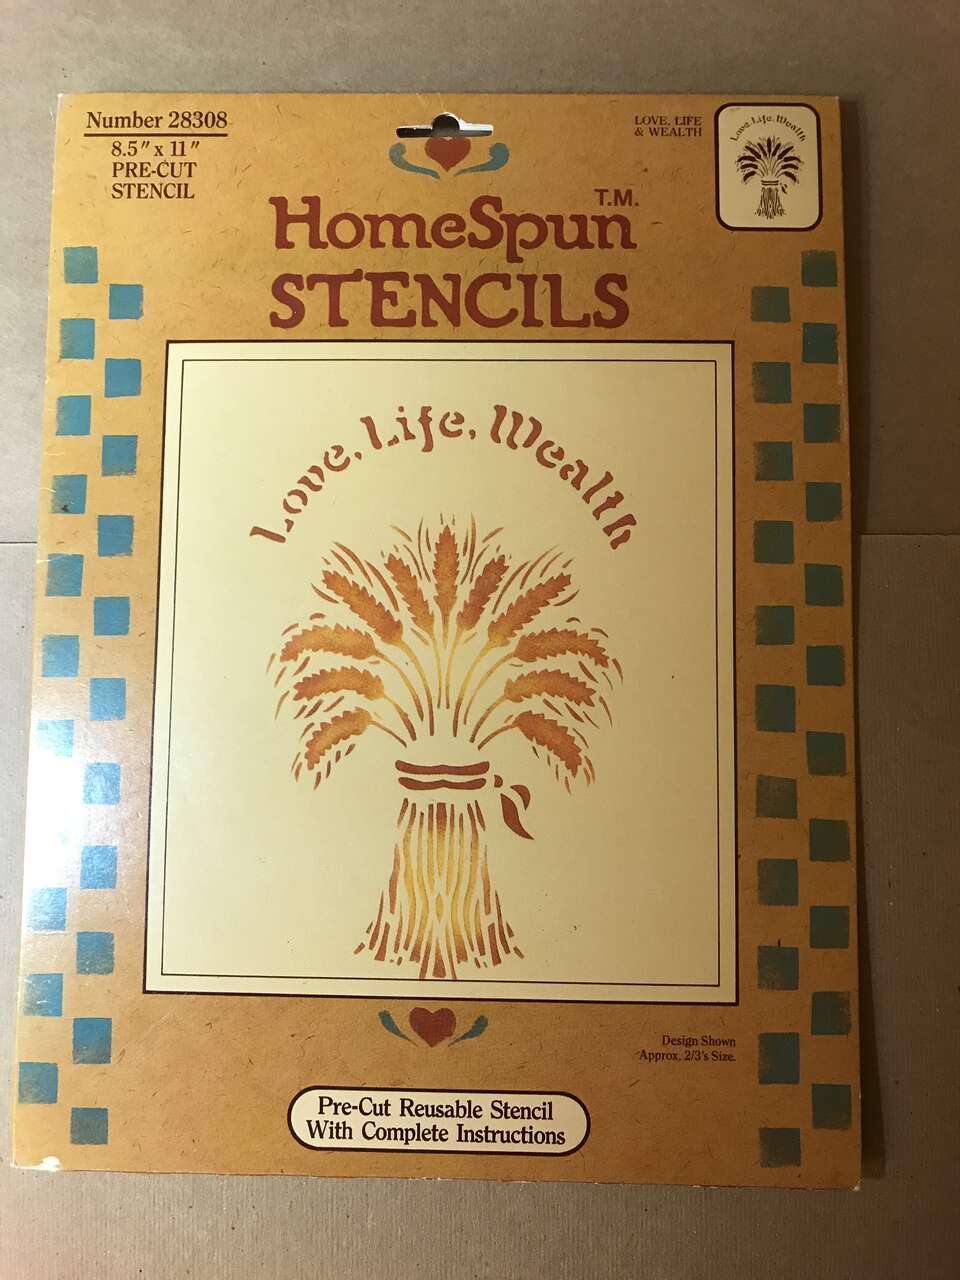 Number 28308
8.5" x 11"
PRE-CUT
STENCIL
LOVE, LIFE
& WEALTH
Love, Life, Wealth
HomeSpun T.M.
STENCILS
Love, Life, Wealth
Design Shown
Approx. 2/3's Size.
Pre-Cut Reusable Stencil
With Complete Instructions